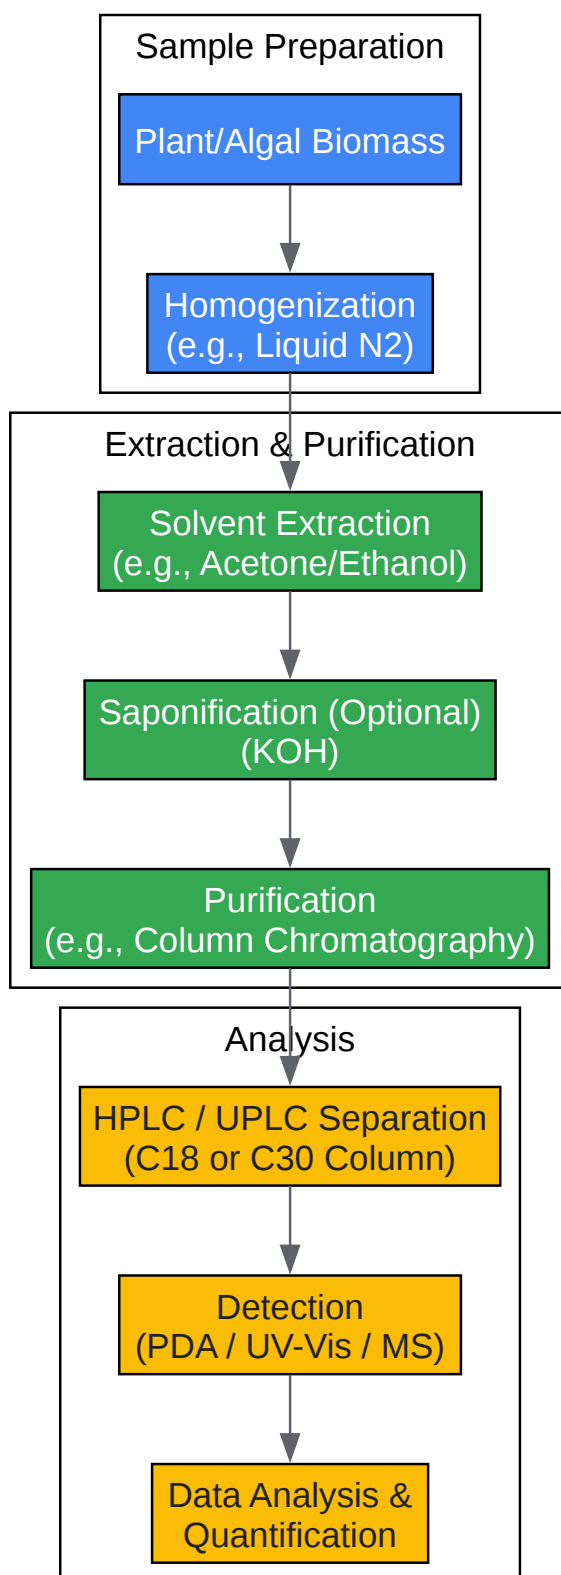 Sample Preparation
Plant/Algal Biomass
Homogenization
(e.g., Liquid N2)
Extraction & Purification
Solvent Extraction
(e.g., Acetone/Ethanol)
Saponification (Optional)
(KOH)
Purification
(e.g., Column Chromatography)
Analysis
HPLC / UPLC Separation
(C18 or C30 Column)
Detection
(PDA / UV-Vis / MS)
Data Analysis &
Quantification